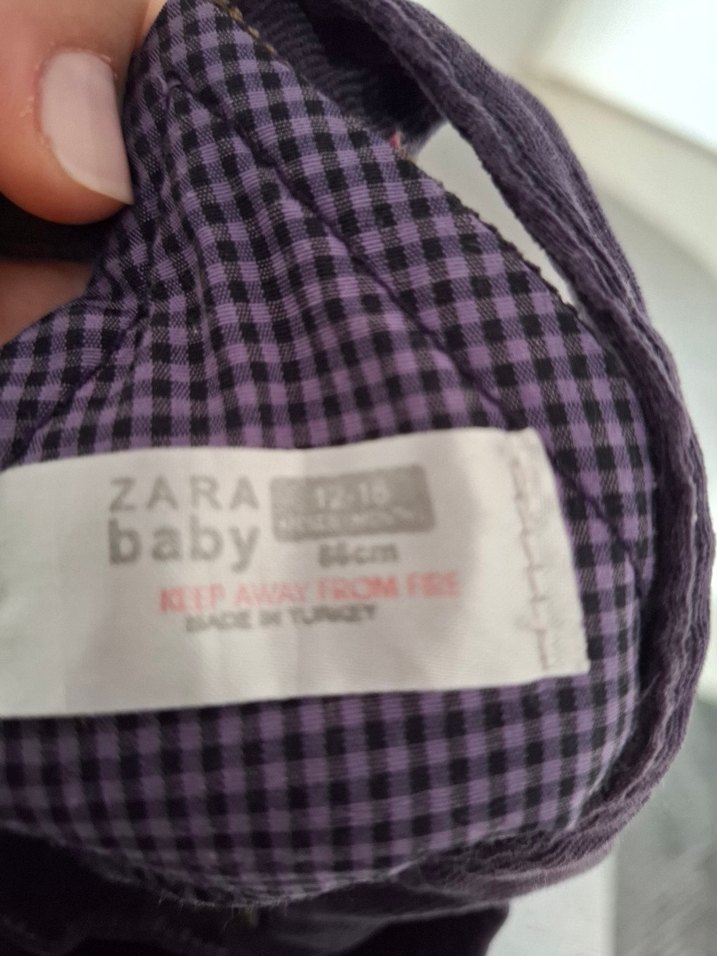 ZARA
baby
12-18
86cm
KEEP AWAY FROM FIRE
MADE IN TURKEY